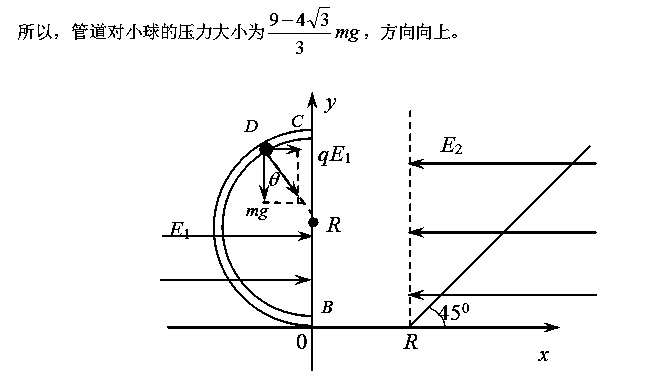 所以，管道对小球的压力大小为$\frac{9-4\sqrt{3}}{3}mg$，方向向上。
y
D
C
qE₁
E₂
θ
mg
R
E₁
B
45⁰
0
R
x